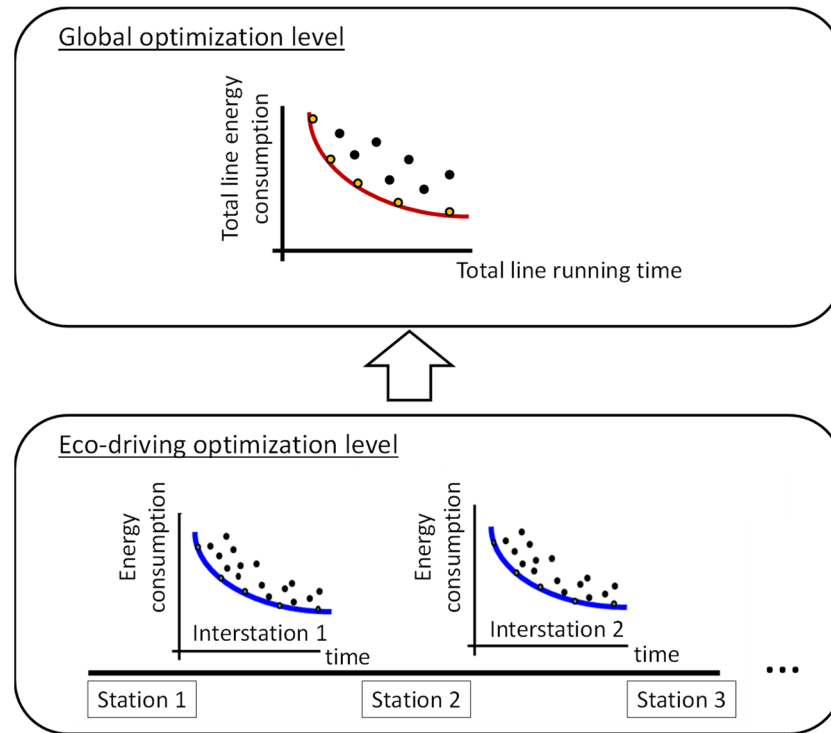 Global optimization level
Total line energy
consumption
Total line running time
Eco-driving optimization level
Energy
consumption
Interstation 1
time
Energy
consumption
Interstation 2
time
...
Station 1
Station 2
Station 3